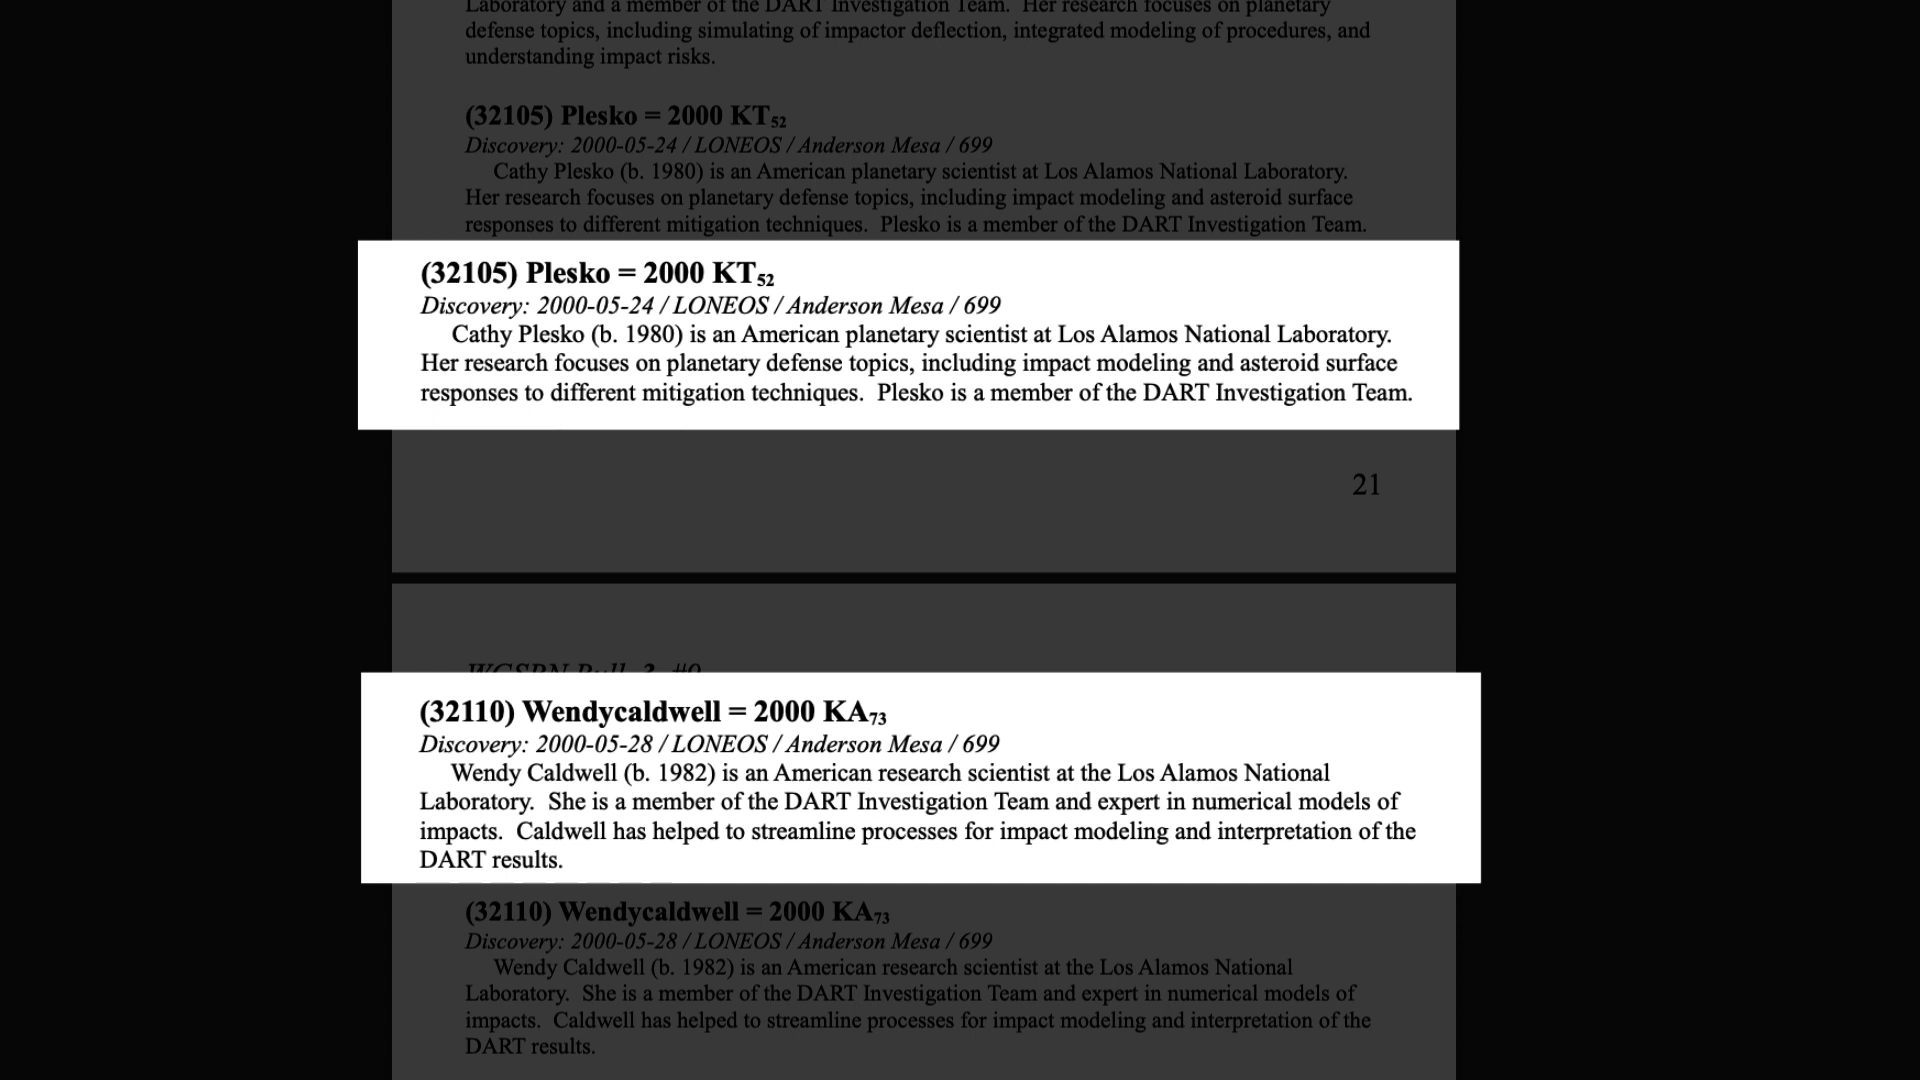 Laboratory and a member of the DART Investigation Team.  Her research focuses on planetary
defense topics, including simulating of impactor deflection, integrated modeling of procedures, and
understanding impact risks.
(32105) Plesko = 2000 KT52
Discovery: 2000-05-24 / LONEOS / Anderson Mesa / 699
Cathy Plesko (b. 1980) is an American planetary scientist at Los Alamos National Laboratory.
Her research focuses on planetary defense topics, including impact modeling and asteroid surface
responses to different mitigation techniques.  Plesko is a member of the DART Investigation Team.
(32105) Plesko = 2000 KT52
Discovery: 2000-05-24 / LONEOS / Anderson Mesa / 699
Cathy Plesko (b. 1980) is an American planetary scientist at Los Alamos National Laboratory.
Her research focuses on planetary defense topics, including impact modeling and asteroid surface
responses to different mitigation techniques.  Plesko is a member of the DART Investigation Team.
21
WGSBN Bull. 3, #9
(32110) Wendycaldwell = 2000 KA73
Discovery: 2000-05-28 / LONEOS / Anderson Mesa / 699
Wendy Caldwell (b. 1982) is an American research scientist at the Los Alamos National
Laboratory.  She is a member of the DART Investigation Team and expert in numerical models of
impacts.  Caldwell has helped to streamline processes for impact modeling and interpretation of the
DART results.
(32110) Wendycaldwell = 2000 KA73
Discovery: 2000-05-28 / LONEOS / Anderson Mesa / 699
Wendy Caldwell (b. 1982) is an American research scientist at the Los Alamos National
Laboratory.  She is a member of the DART Investigation Team and expert in numerical models of
impacts.  Caldwell has helped to streamline processes for impact modeling and interpretation of the
DART results.